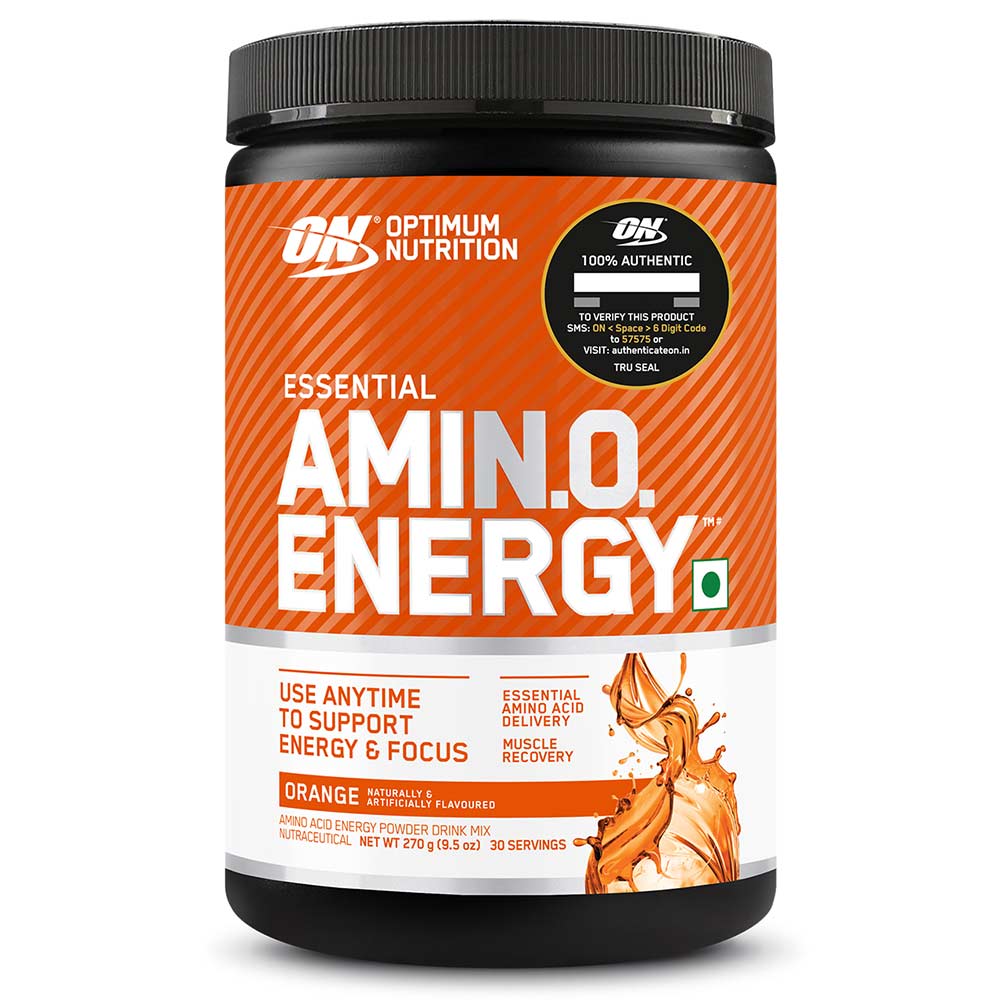 ON® OPTIMUM
NUTRITION
ON
100% AUTHENTIC
TO VERIFY THIS PRODUCT
SMS: ON < Space > 6 Digit Code
to 57575 or
VISIT: authenticateon.in
TRU SEAL
ESSENTIAL
AMIN.O.
ENERGY™#
USE ANYTIME
TO SUPPORT
ENERGY & FOCUS
ESSENTIAL
AMINO ACID
DELIVERY
MUSCLE
RECOVERY
ORANGE NATURALLY &
ARTIFICIALLY FLAVOURED
AMINO ACID ENERGY POWDER DRINK MIX
NUTRACEUTICAL NET WT 270 g (9.5 oz) 30 SERVINGS